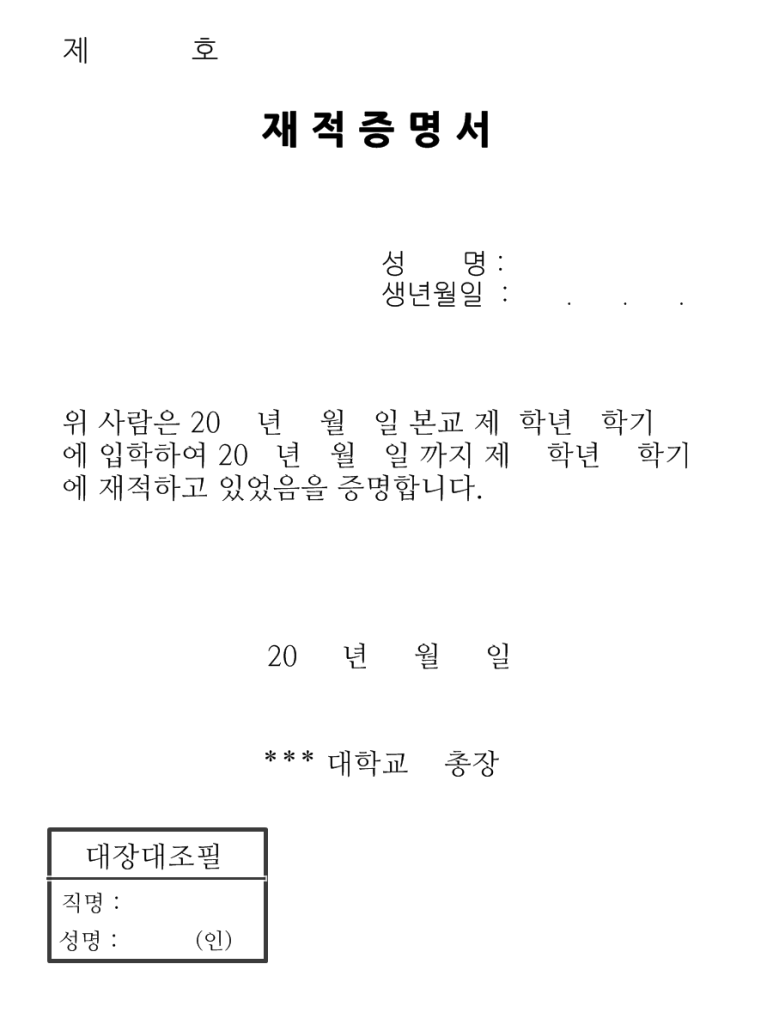 제 호
재적증명서
성 명 :
생년월일 : . . .
위 사람은 20 년 월 일 본교 제 학년 학기
에 입학하여 20 년 월 일 까지 제 학년 학기
에 재적하고 있었음을 증명합니다.
20 년 월 일
*** 대학교 총장
대장대조필
직명 :
성명 : (인)